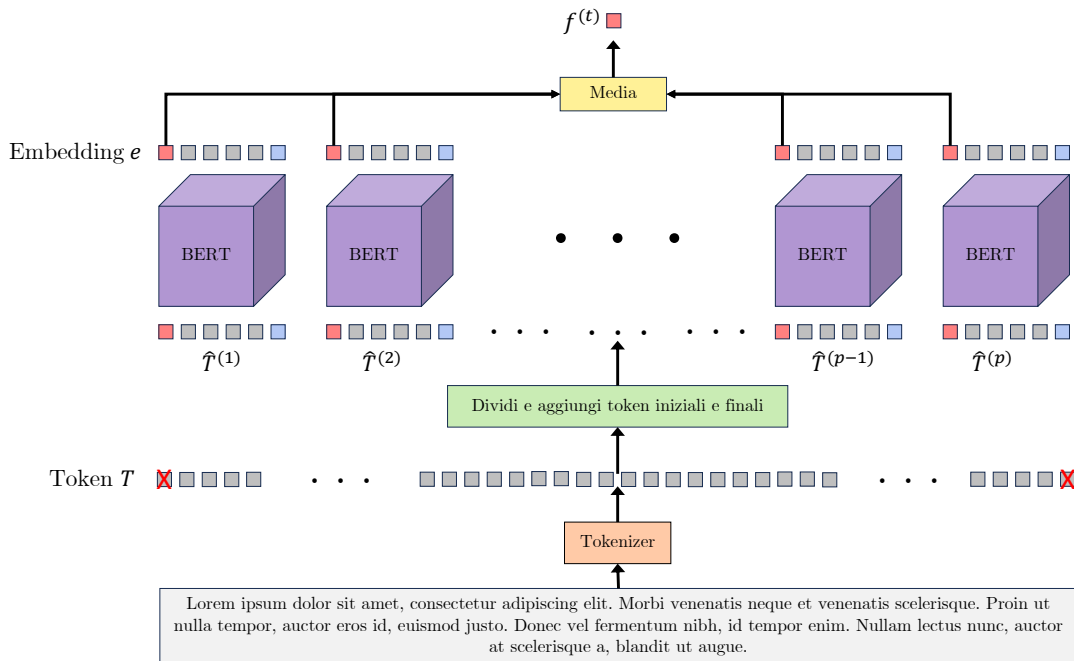 f^(t)
Media
Embedding e
BERT
BERT
BERT
BERT
T̂^(1)
T̂^(2)
T̂^(p−1)
T̂^(p)
Dividi e aggiungi token iniziali e finali
Token T
Tokenizer
Lorem ipsum dolor sit amet, consectetur adipiscing elit. Morbi venenatis neque et venenatis scelerisque. Proin ut
nulla tempor, auctor eros id, euismod justo. Donec vel fermentum nibh, id tempor enim. Nullam lectus nunc, auctor
at scelerisque a, blandit ut augue.